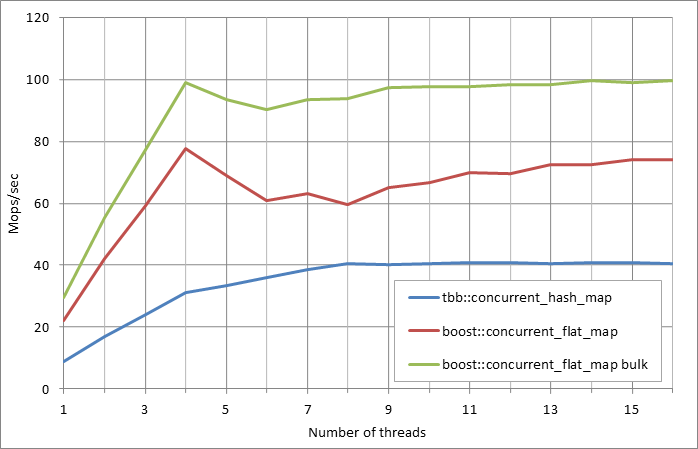 120
100
80
60
40
20
0
Mops/sec
tbb::concurrent_hash_map
boost::concurrent_flat_map
boost::concurrent_flat_map bulk
1 3 5 7 9 11 13 15
Number of threads